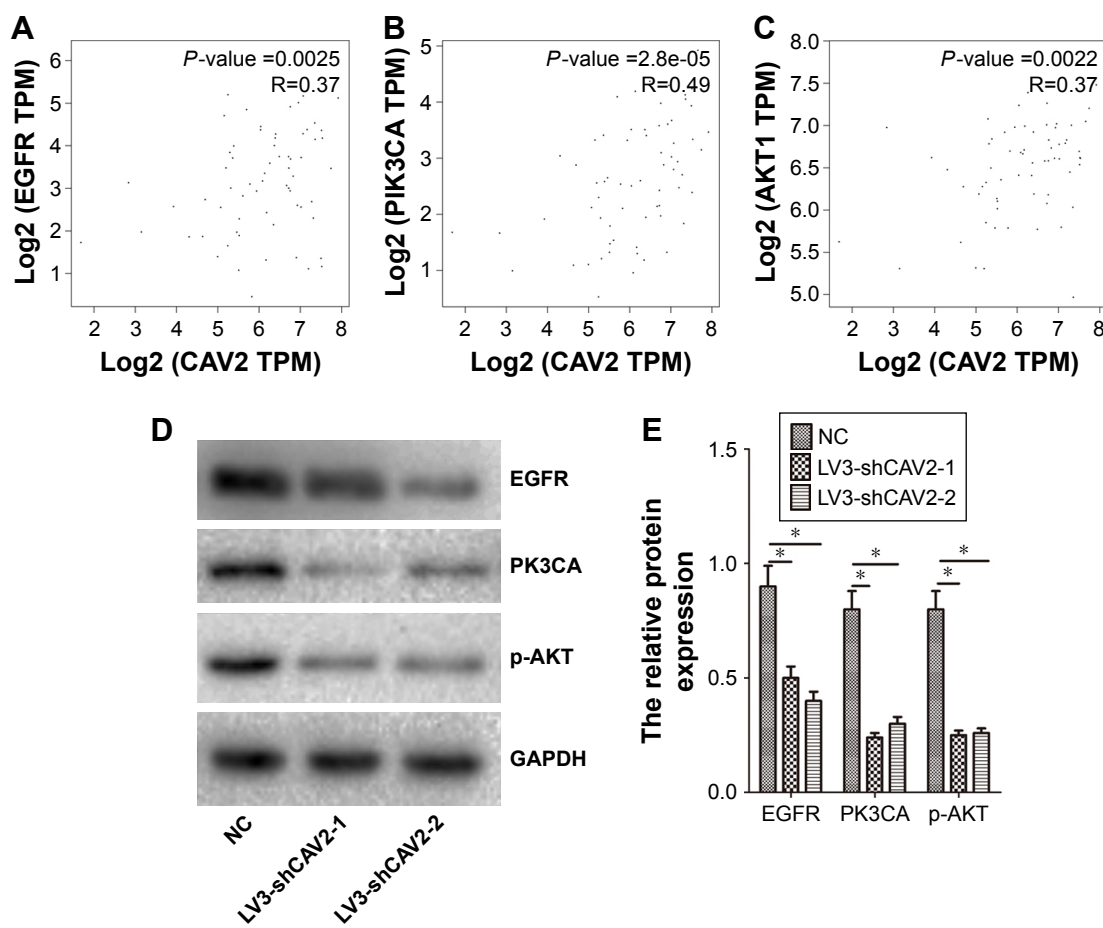 A
P-value =0.0025
R=0.37
Log2 (EGFR TPM)
6
5
4
3
2
1
2 3 4 5 6 7 8
Log2 (CAV2 TPM)
B
P-value =2.8e-05
R=0.49
Log2 (PIK3CA TPM)
5
4
3
2
1
2 3 4 5 6 7 8
Log2 (CAV2 TPM)
C
P-value =0.0022
R=0.37
Log2 (AKT1 TPM)
8.0
7.5
7.0
6.5
6.0
5.5
5.0
2 3 4 5 6 7 8
Log2 (CAV2 TPM)
D
EGFR
PK3CA
p-AKT
GAPDH
NC
LV3-shCAV2-1
LV3-shCAV2-2
E
NC
LV3-shCAV2-1
LV3-shCAV2-2
The relative protein
expression
1.5
1.0
0.5
0.0
* *
* *
* *
EGFR PK3CA p-AKT